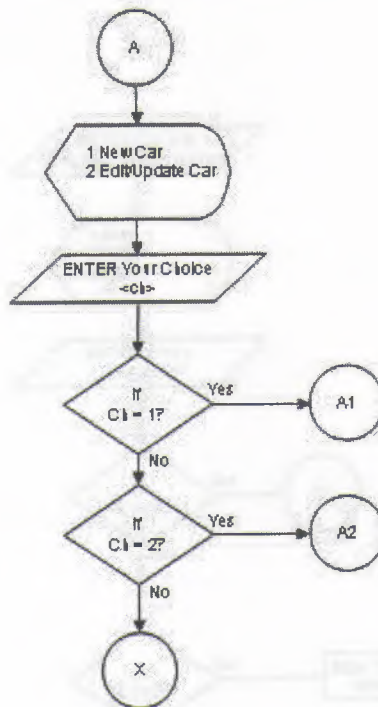 A
1 New Car
2 Edit/Update Car
ENTER Your Choice
<Ch>
If
Ch = 1?
Yes
A1
No
If
Ch = 2?
Yes
A2
No
X